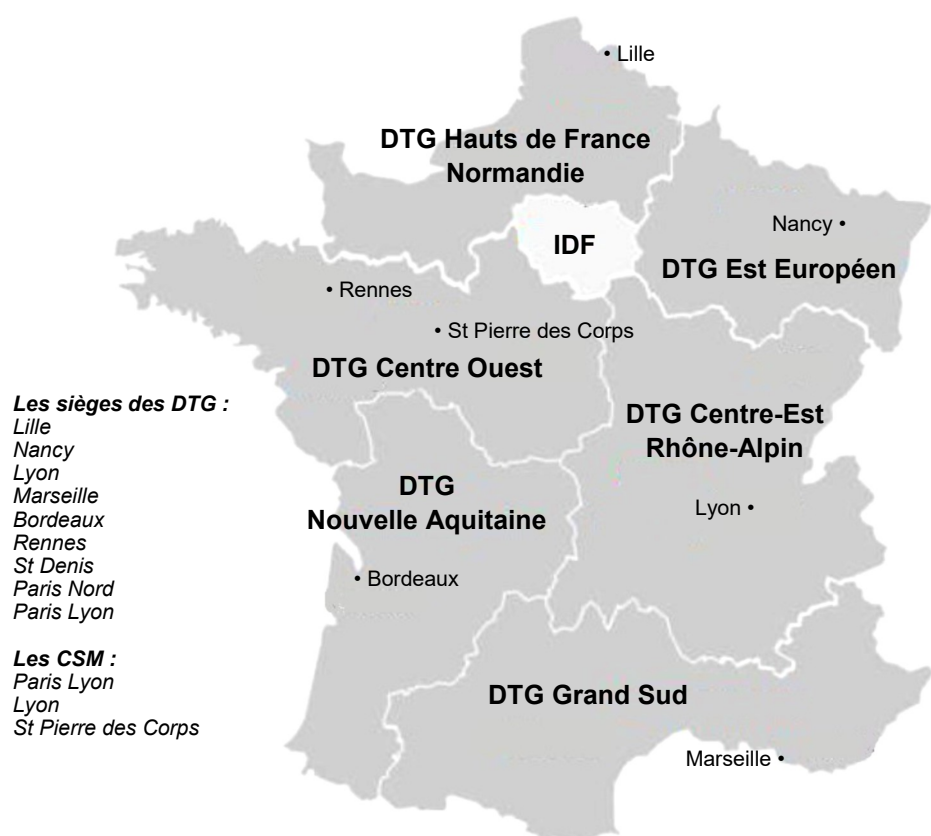 • Lille
DTG Hauts de France
Normandie
IDF
Nancy •
DTG Est Européen
• Rennes
• St Pierre des Corps
DTG Centre Ouest
Les sièges des DTG :
Lille
Nancy
Lyon
Marseille
Bordeaux
Rennes
St Denis
Paris Nord
Paris Lyon
Les CSM :
Paris Lyon
Lyon
St Pierre des Corps
DTG Centre-Est
Rhône-Alpin
DTG
Nouvelle Aquitaine
Lyon •
• Bordeaux
DTG Grand Sud
Marseille •